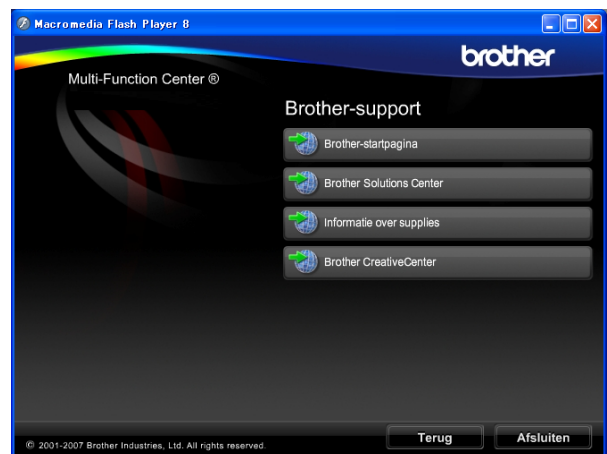 Macromedia Flash Player 8
brother
Multi-Function Center ®
Brother-support
Brother-startpagina
Brother Solutions Center
Informatie over supplies
Brother CreativeCenter
© 2001-2007 Brother Industries, Ltd. All rights reserved.
Terug
Afsluiten